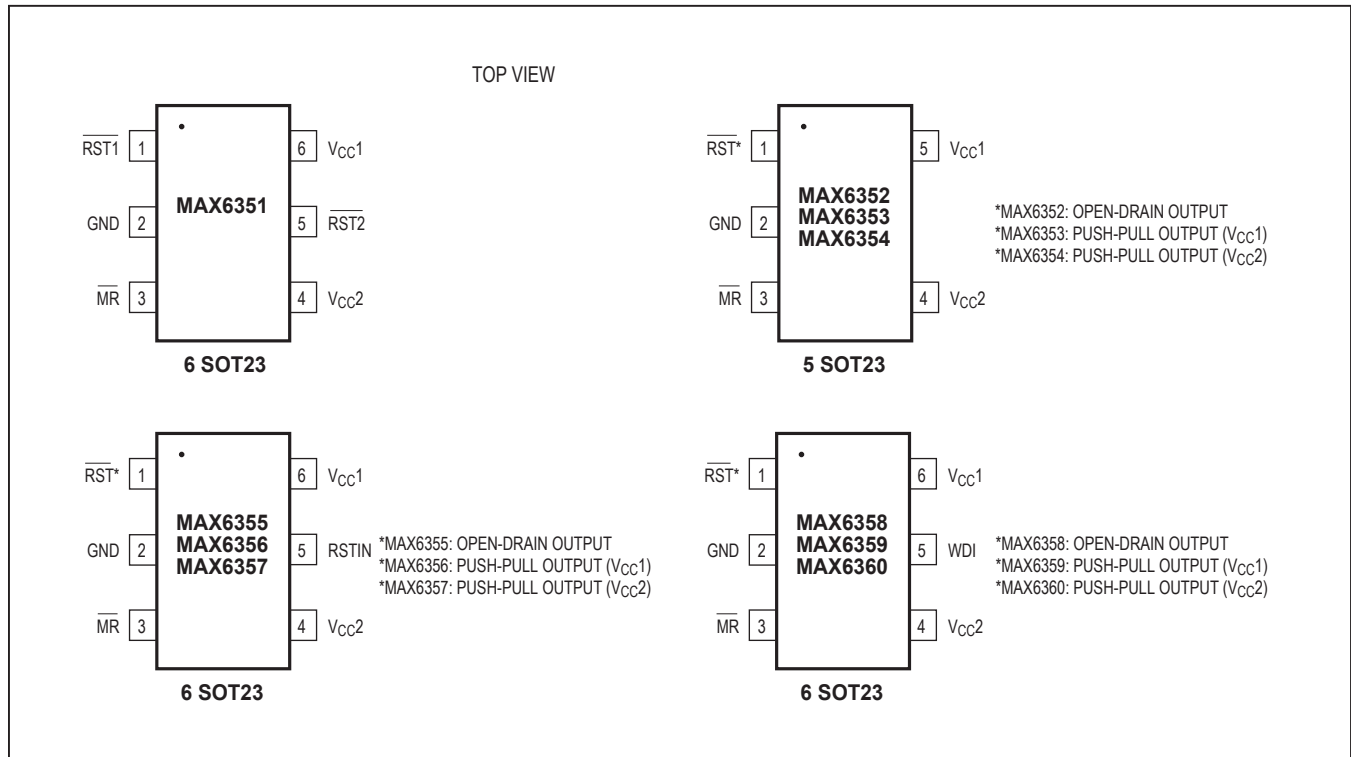 TOP VIEW
RST1 1
6 VCC1
MAX6351
GND 2
5 RST2
MR 3
4 VCC2
6 SOT23
RST* 1
5 VCC1
MAX6352
MAX6353
MAX6354
GND 2
MR 3
4 VCC2
5 SOT23
*MAX6352: OPEN-DRAIN OUTPUT
*MAX6353: PUSH-PULL OUTPUT (VCC1)
*MAX6354: PUSH-PULL OUTPUT (VCC2)
RST* 1
6 VCC1
MAX6355
MAX6356
MAX6357
GND 2
5 RSTIN
MR 3
4 VCC2
6 SOT23
*MAX6355: OPEN-DRAIN OUTPUT
*MAX6356: PUSH-PULL OUTPUT (VCC1)
*MAX6357: PUSH-PULL OUTPUT (VCC2)
RST* 1
6 VCC1
MAX6358
MAX6359
MAX6360
GND 2
5 WDI
MR 3
4 VCC2
6 SOT23
*MAX6358: OPEN-DRAIN OUTPUT
*MAX6359: PUSH-PULL OUTPUT (VCC1)
*MAX6360: PUSH-PULL OUTPUT (VCC2)